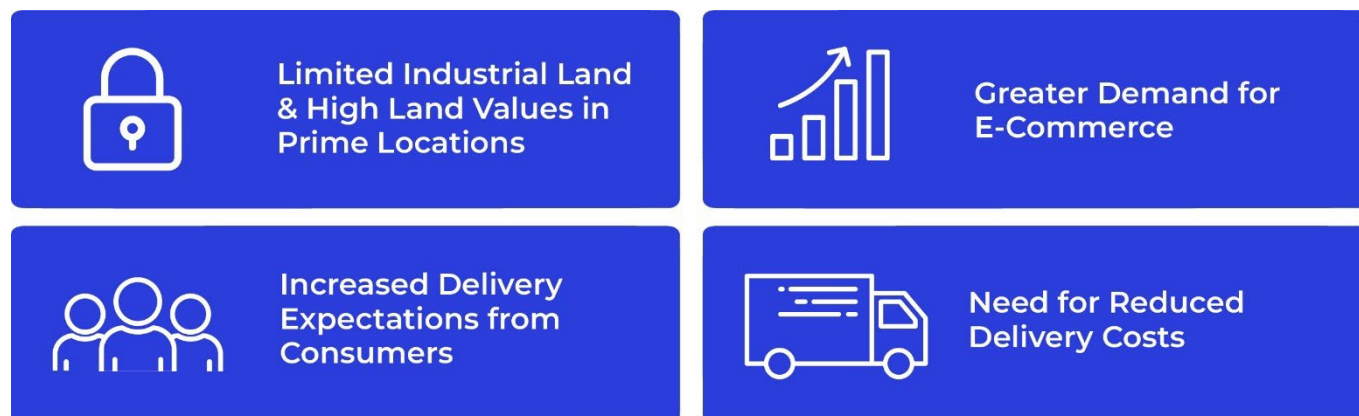 Limited Industrial Land
& High Land Values in
Prime Locations
Greater Demand for
E-Commerce
Increased Delivery
Expectations from
Consumers
Need for Reduced
Delivery Costs